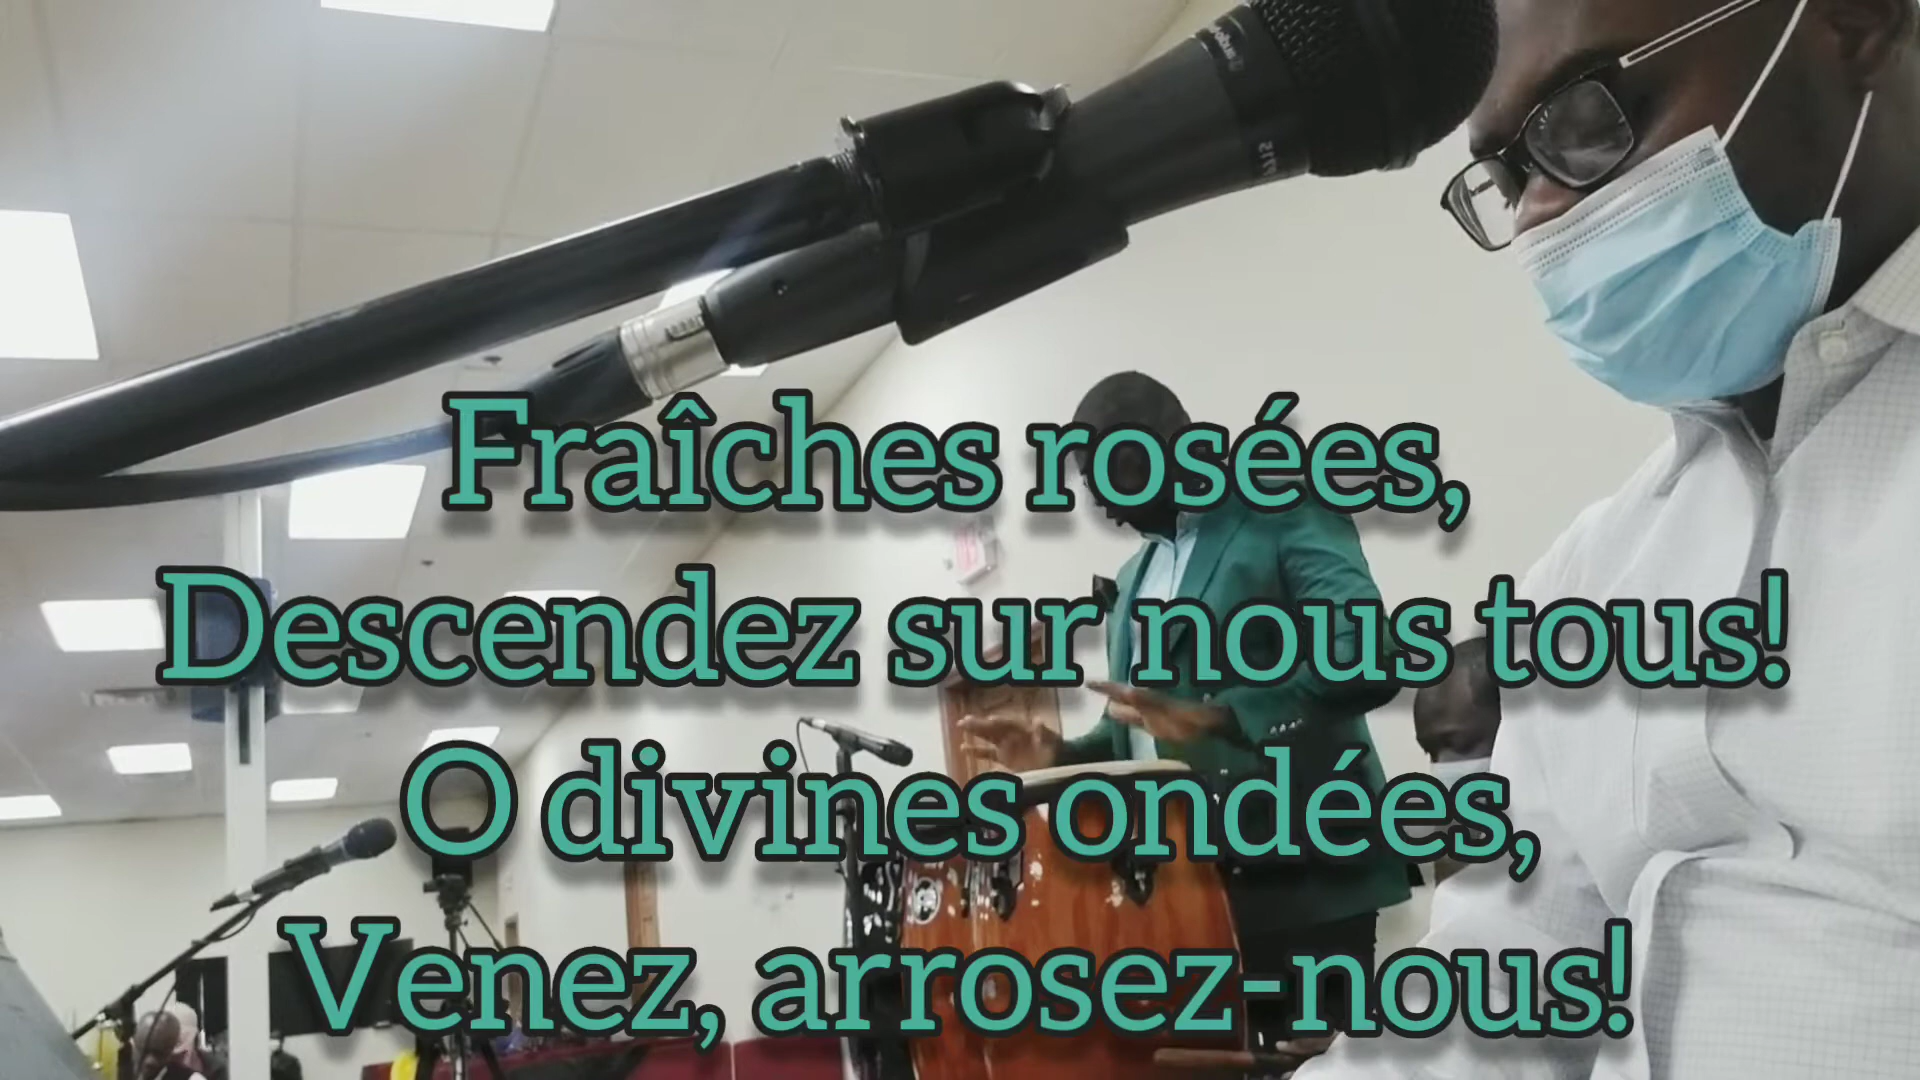 Fraîches rosées,
Descendez sur nous tous!
O divines ondées,
Venez, arrosez-nous!